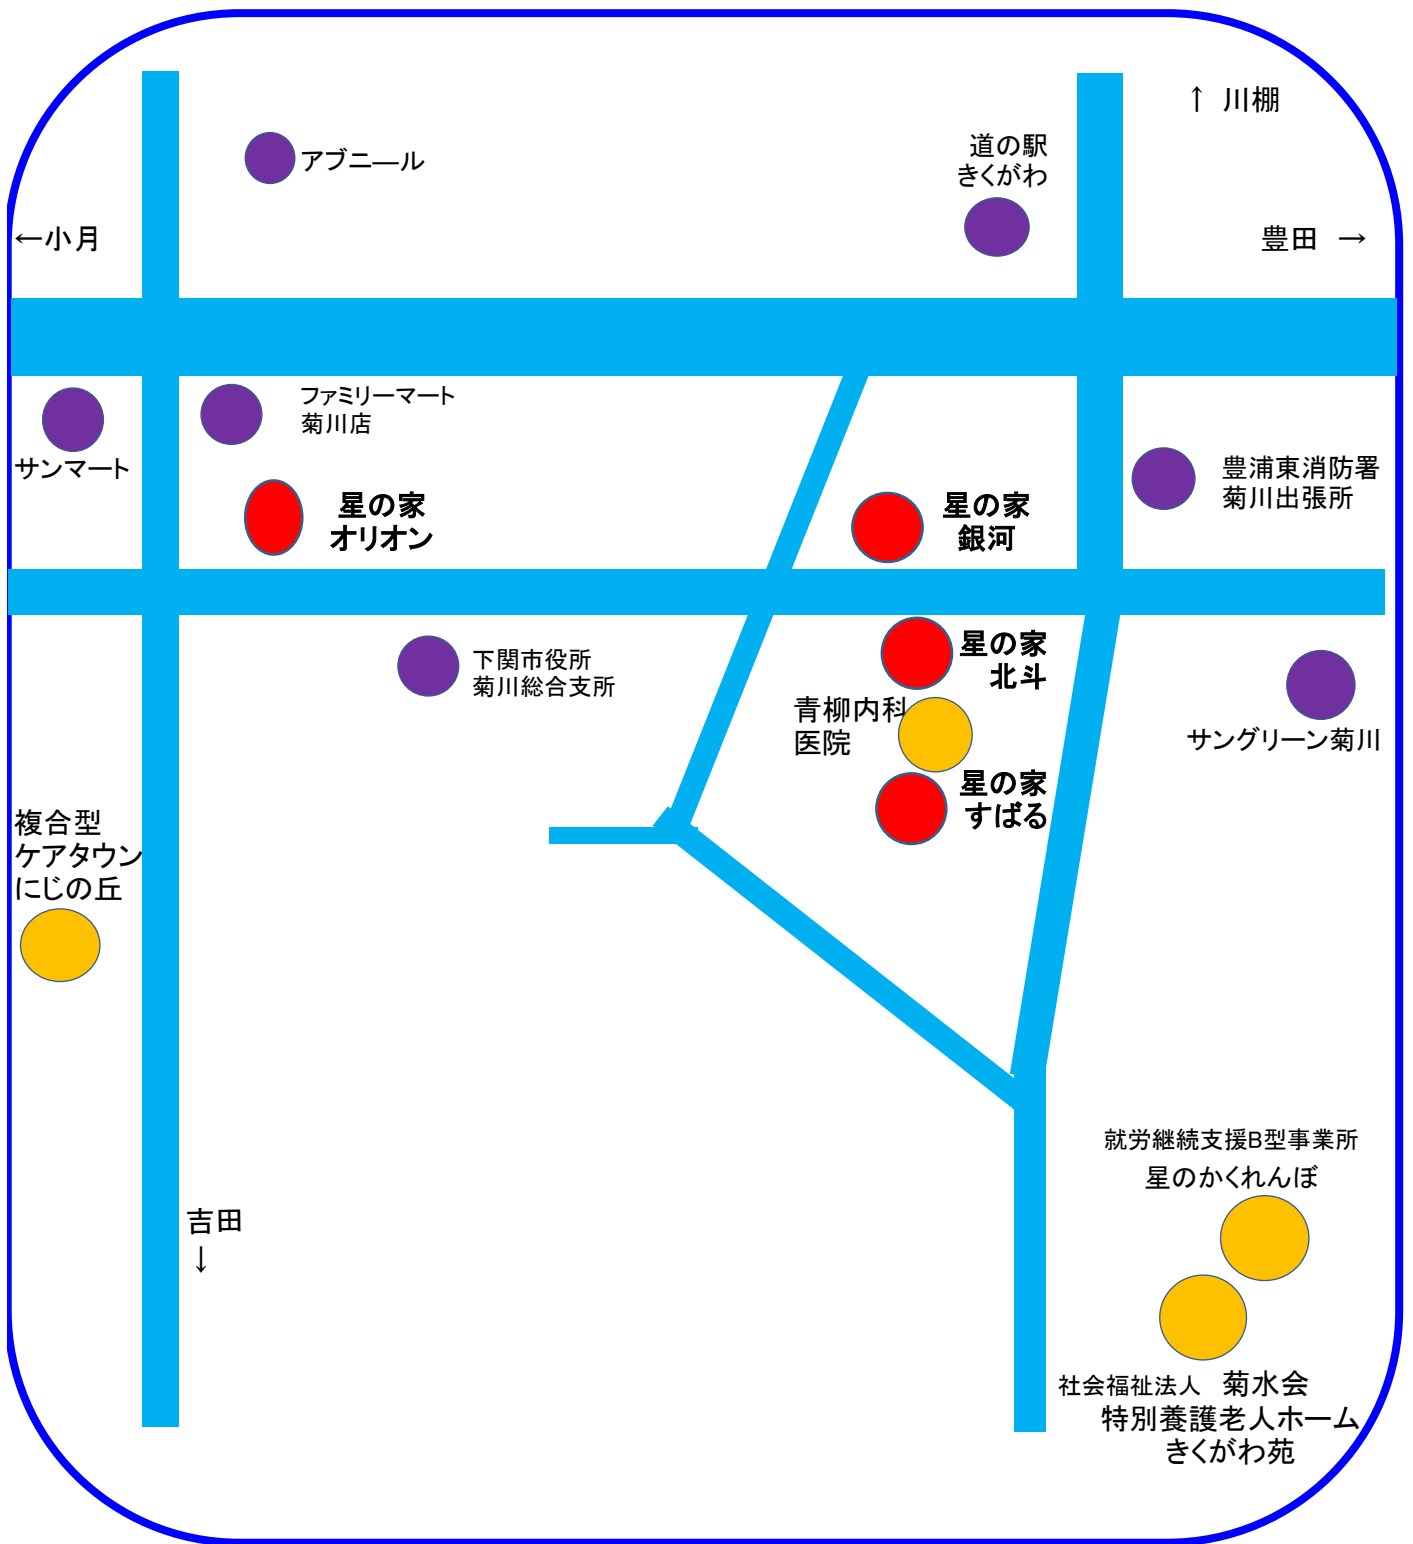 ↑ 川棚
アブニ―ル
道の駅
きくがわ
←小月
豊田 →
ファミリーマート
菊川店
サンマート
豊浦東消防署
菊川出張所
星の家
オリオン
星の家
銀河
下関市役所
菊川総合支所
星の家
北斗
青柳内科
医院
サングリーン菊川
星の家
すばる
複合型
ケアタウン
にじの丘
就労継続支援B型事業所
星のかくれんぼ
吉田
↓
社会福祉法人 菊水会
特別養護老人ホーム
きくがわ苑